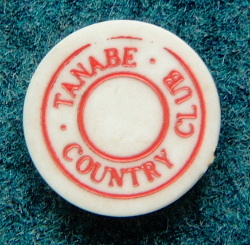 · TANABE · COUNTRY CLUB